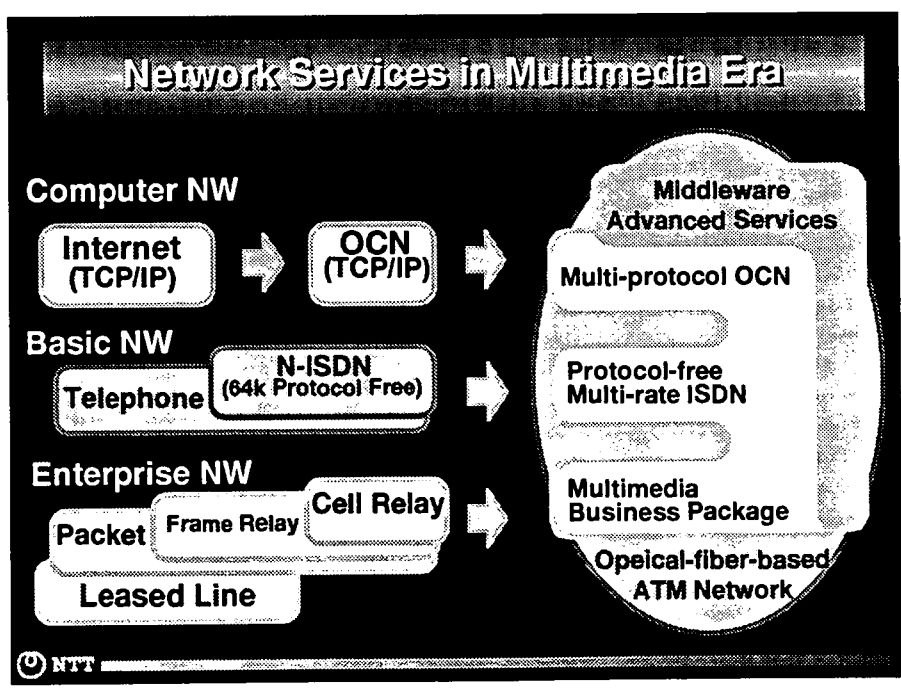 Network Services in Multimedia Era
Computer NW
Internet
(TCP/IP)
OCN
(TCP/IP)
Basic NW
Telephone
N-ISDN
(64k Protocol Free)
Enterprise NW
Packet
Frame Relay
Cell Relay
Leased Line
Middleware
Advanced Services
Multi-protocol OCN
Protocol-free
Multi-rate ISDN
Multimedia
Business Package
Opeical-fiber-based
ATM Network
NTT